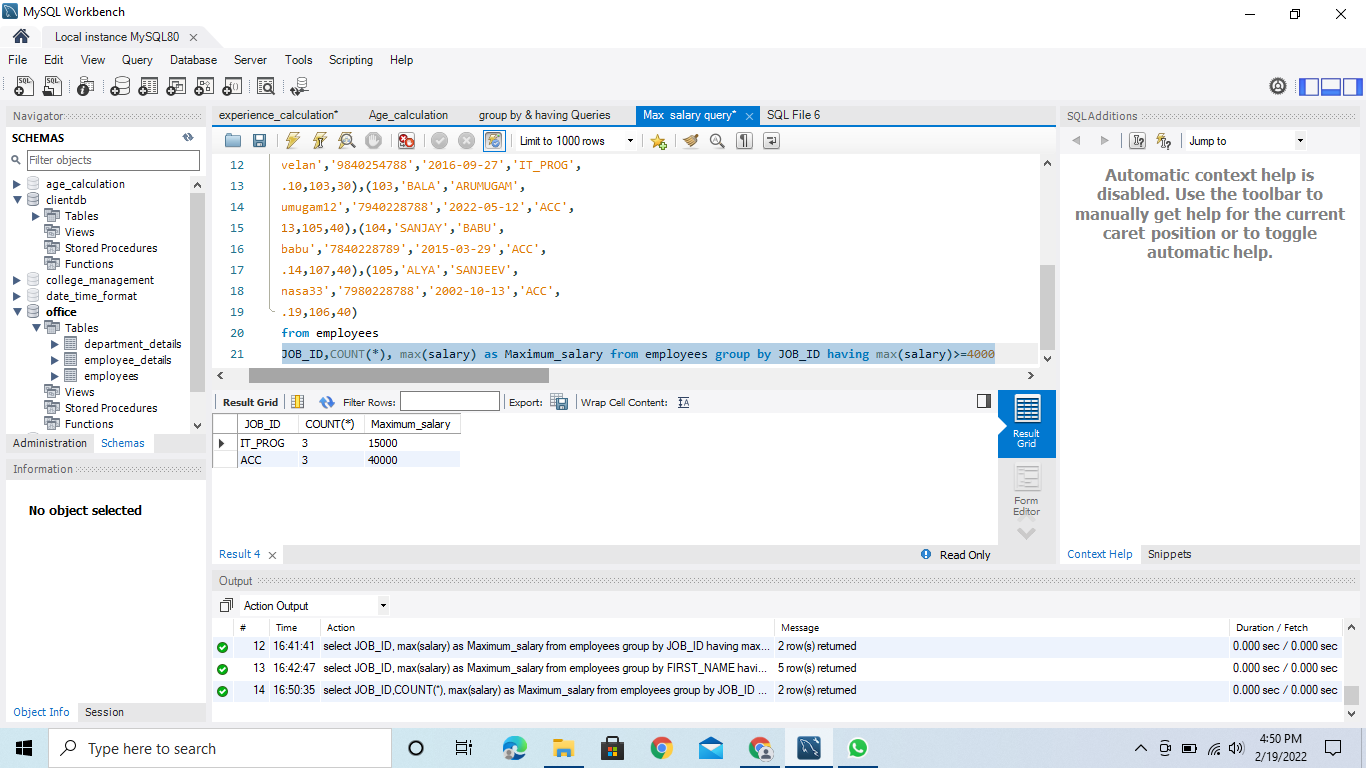 MySQL Workbench
Local instance MySQL80
File Edit View Query Database Server Tools Scripting Help
Navigator
SCHEMAS
Filter objects
age_calculation
clientdb
Tables
Views
Stored Procedures
Functions
college_management
date_time_format
office
Tables
department_details
employee_details
employees
Views
Stored Procedures
Functions
Administration Schemas
Information
No object selected
Object Info Session
experience_calculation* Age_calculation group by & having Queries Max salary query* SQL File 6
Limit to 1000 rows
12 velan','9840254788','2016-09-27','IT_PROG',
13 .10,103,30),(103,'BALA','ARUMUGAM',
14 umugam12','7940228788','2022-05-12','ACC',
15 13,105,40),(104,'SANJAY','BABU',
16 babu','7840228789','2015-03-29','ACC',
17 .14,107,40),(105,'ALYA','SANJEEV',
18 nasa33','7980228788','2002-10-13','ACC',
19 .19,106,40)
20 from employees
21 JOB_ID,COUNT(*), max(salary) as Maximum_salary from employees group by JOB_ID having max(salary)>=4000
Result Grid Filter Rows: Export: Wrap Cell Content: IA
JOB_ID COUNT(*) Maximum_salary
IT_PROG 3 15000
ACC 3 40000
Result Grid
Form Editor
Result 4 Read Only
SQLAdditions
Jump to
Automatic context help is
disabled. Use the toolbar to
manually get help for the current
caret position or to toggle
automatic help.
Context Help Snippets
Output
Action Output
# Time Action Message Duration / Fetch
12 16:41:41 select JOB_ID, max(salary) as Maximum_salary from employees group by JOB_ID having max... 2 row(s) returned 0.000 sec / 0.000 sec
13 16:42:47 select JOB_ID, max(salary) as Maximum_salary from employees group by FIRST_NAME havi... 5 row(s) returned 0.000 sec / 0.000 sec
14 16:50:35 select JOB_ID,COUNT(*), max(salary) as Maximum_salary from employees group by JOB_ID ... 2 row(s) returned 0.000 sec / 0.000 sec
Type here to search
4:50 PM
2/19/2022